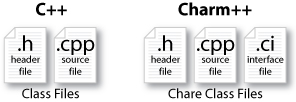 C++
Charm++
.h .cpp
.h .cpp .ci
header file
source file
header file
source file
interface file
Class Files
Chare Class Files